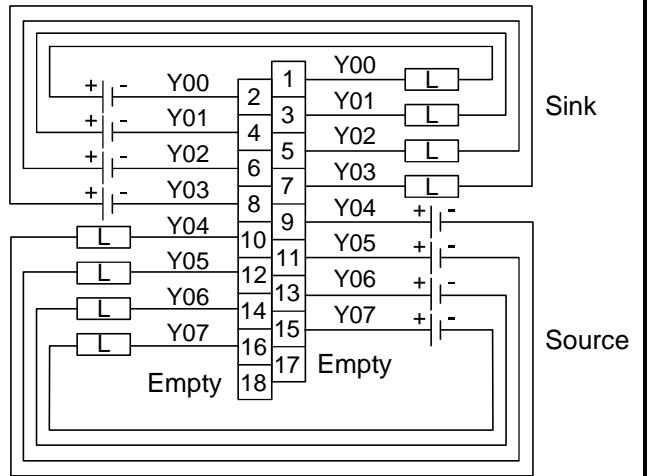 Y00
1
L
+ - Y00
2
Y01
3
L
+ - Y01
4
Y02
5
L
Sink
+ - Y02
6
Y03
7
L
+ - Y03
8
Y04
9
+ -
L
Y04
10
Y05
11
+ -
L
Y05
12
Y06
13
+ -
L
Y06
14
Y07
15
+ -
Source
L
Y07
16
17
Empty
Empty
18